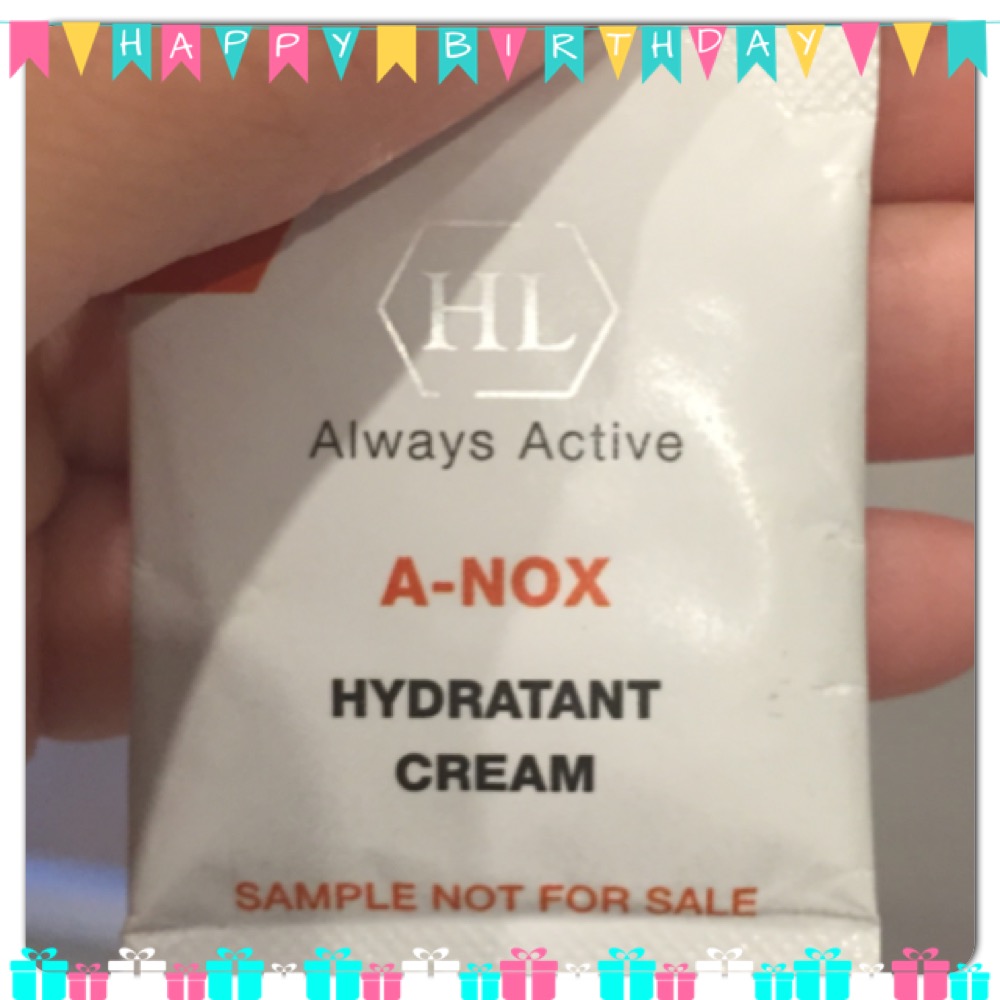 HAPPY BIRTHDAY
HL
Always Active
A-NOX
HYDRATANT
CREAM
SAMPLE NOT FOR SALE